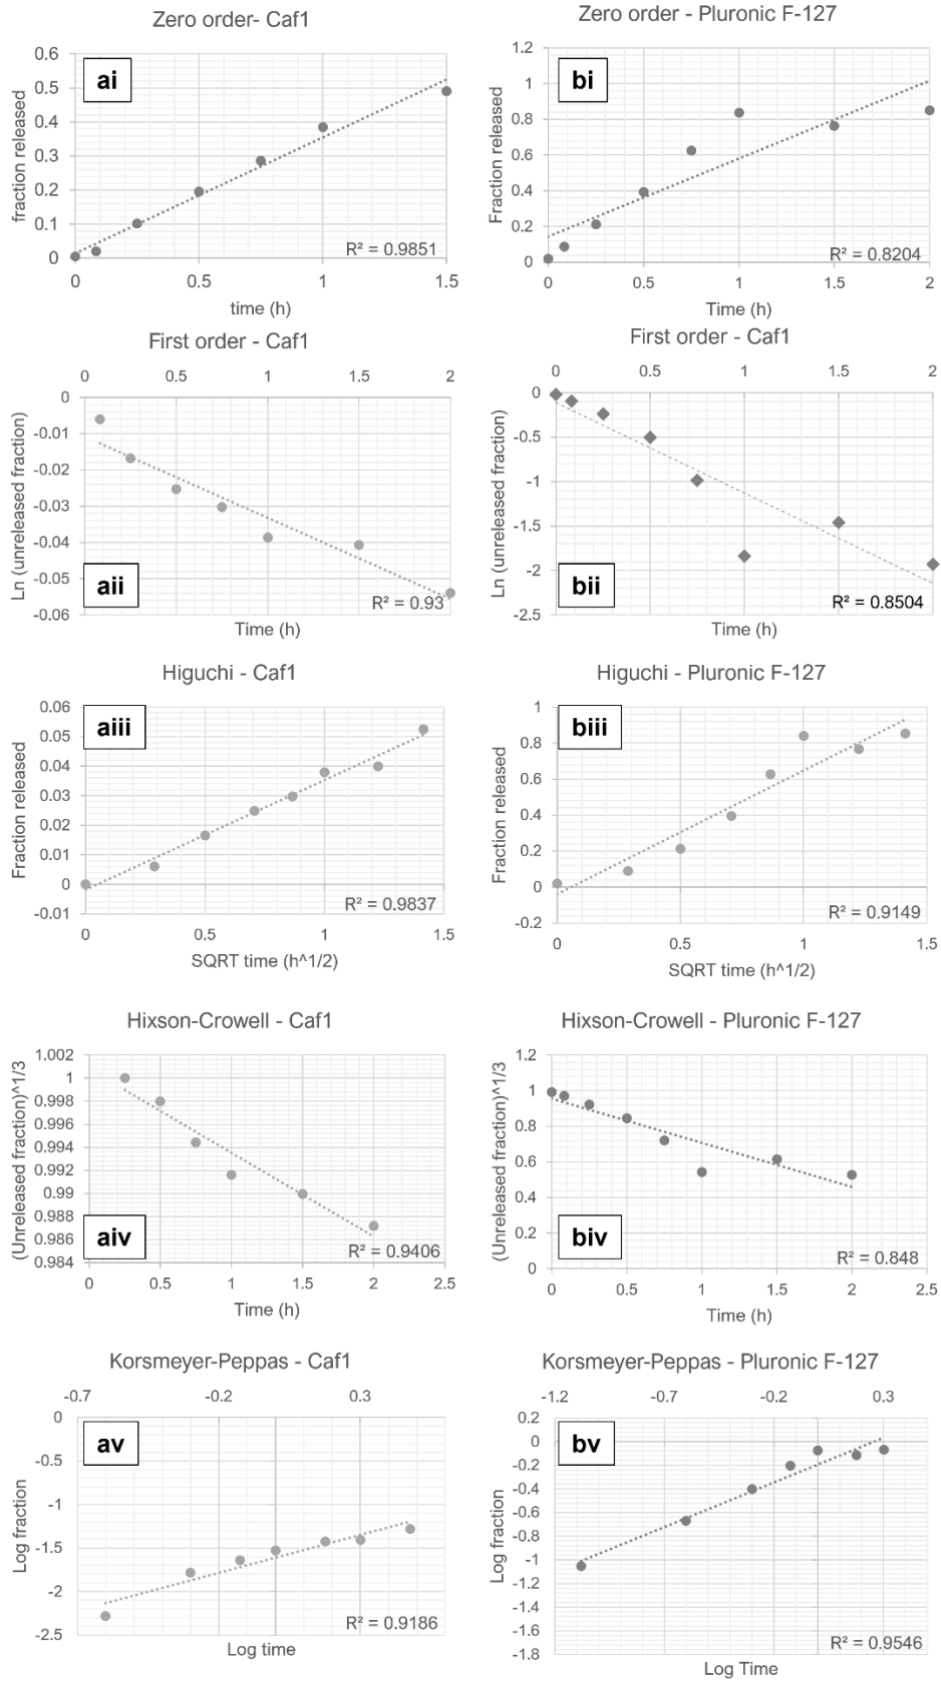 Zero order- Caf1
ai
fraction released
0.6
0.5
0.4
0.3
0.2
0.1
0
R² = 0.9851
0 0.5 1 1.5
time (h)
Zero order - Pluronic F-127
bi
Fraction released
1.2
1
0.8
0.6
0.4
0.2
0
R² = 0.8204
0 0.5 1 1.5 2
Time (h)
First order - Caf1
0 0.5 1 1.5 2
Ln (unreleased fraction)
0
-0.01
-0.02
-0.03
-0.04
-0.05
-0.06
aii
R² = 0.93
Time (h)
First order - Caf1
0 0.5 1 1.5 2
Ln (unreleased fraction)
0
-0.5
-1
-1.5
-2
-2.5
bii
R² = 0.8504
Time (h)
Higuchi - Caf1
aiii
Fraction released
0.06
0.05
0.04
0.03
0.02
0.01
0
-0.01
R² = 0.9837
0 0.5 1 1.5
SQRT time (h^1/2)
Higuchi - Pluronic F-127
biii
Fraction released
1
0.8
0.6
0.4
0.2
0
-0.2
R² = 0.9149
0 0.5 1 1.5
SQRT time (h^1/2)
Hixson-Crowell - Caf1
(Unreleased fraction)^1/3
1.002
1
0.998
0.996
0.994
0.992
0.99
0.988
0.986
0.984
aiv
R² = 0.9406
0 0.5 1 1.5 2 2.5
Time (h)
Hixson-Crowell - Pluronic F-127
(Unreleased fraction)^1/3
1.2
1
0.8
0.6
0.4
0.2
0
biv
R² = 0.848
0 0.5 1 1.5 2 2.5
Time (h)
Korsmeyer-Peppas - Caf1
-0.7 -0.2 0.3
av
Log fraction
0
-0.5
-1
-1.5
-2
-2.5
R² = 0.9186
Log time
Korsmeyer-Peppas - Pluronic F-127
-1.2 -0.7 -0.2 0.3
bv
Log fraction
0.2
0
-0.2
-0.4
-0.6
-0.8
-1
-1.2
-1.4
-1.6
-1.8
R² = 0.9546
Log Time